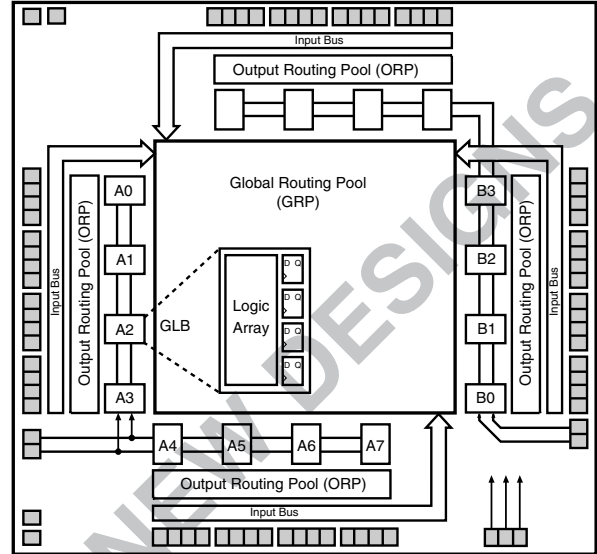 Input Bus
Output Routing Pool (ORP)
Global Routing Pool
(GRP)
A0
A1
A2
A3
Input Bus
Output Routing Pool (ORP)
GLB
Logic
Array
D Q
D Q
D Q
D Q
B3
B2
B1
B0
Output Routing Pool (ORP)
Input Bus
A4
A5
A6
A7
Output Routing Pool (ORP)
Input Bus
NEW DESIGNS